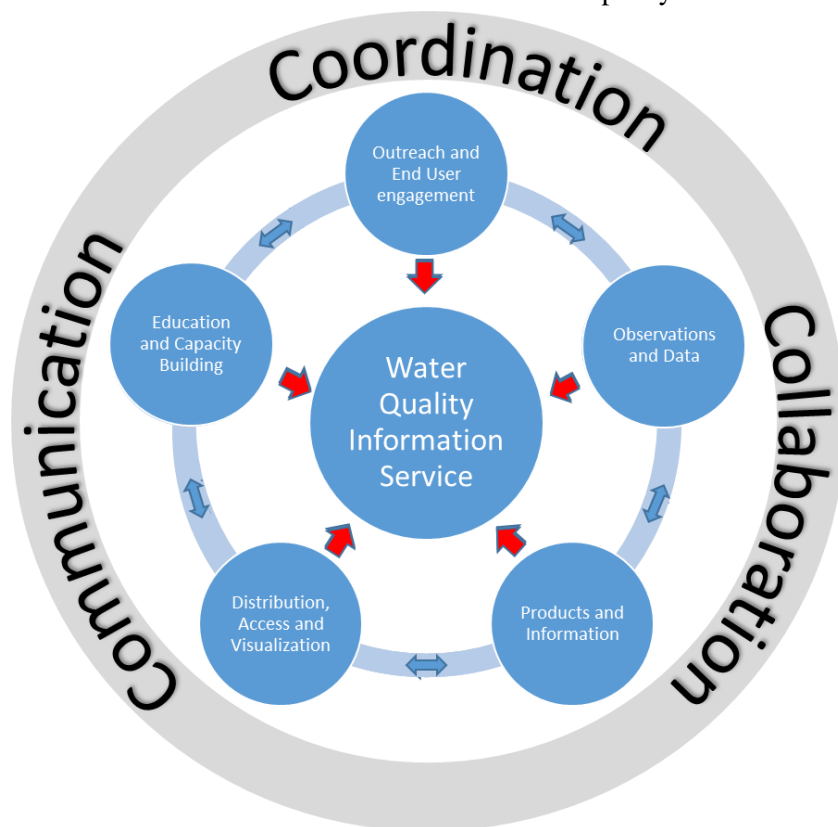 Coordination
Communication
Collaboration
Outreach and
End User
engagement
Education
and Capacity
Building
Observations
and Data
Water
Quality
Information
Service
Distribution,
Access and
Visualization
Products and
Information